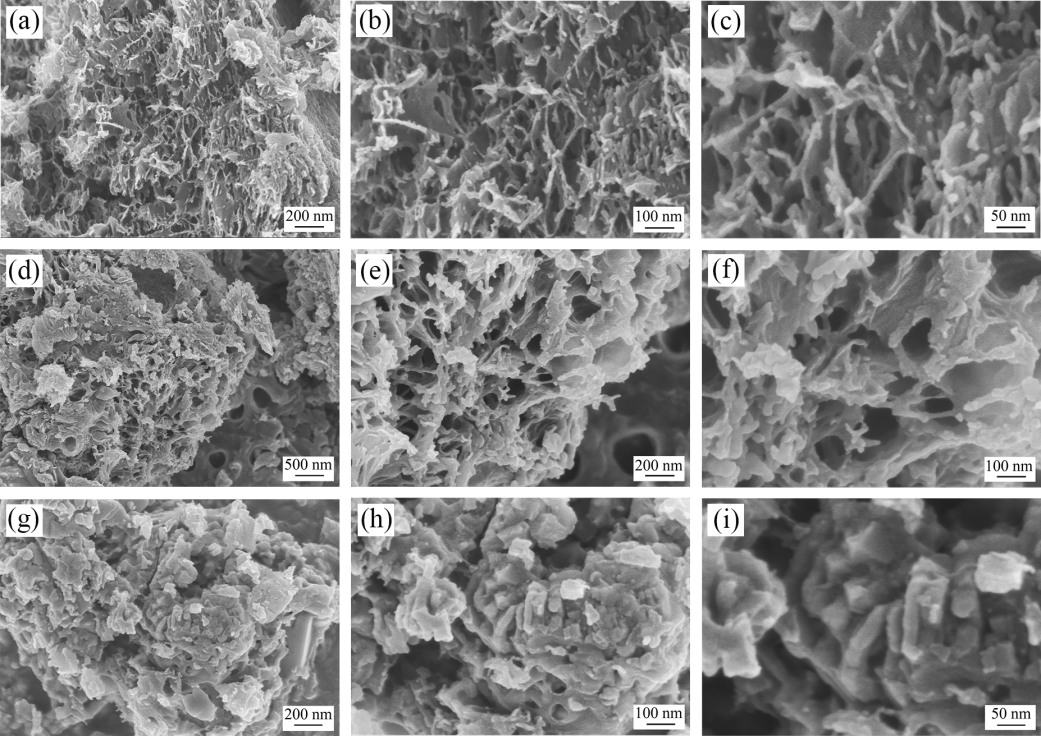 (a)
200 nm
(b)
100 nm
(c)
50 nm
(d)
500 nm
(e)
200 nm
(f)
100 nm
(g)
200 nm
(h)
100 nm
(i)
50 nm